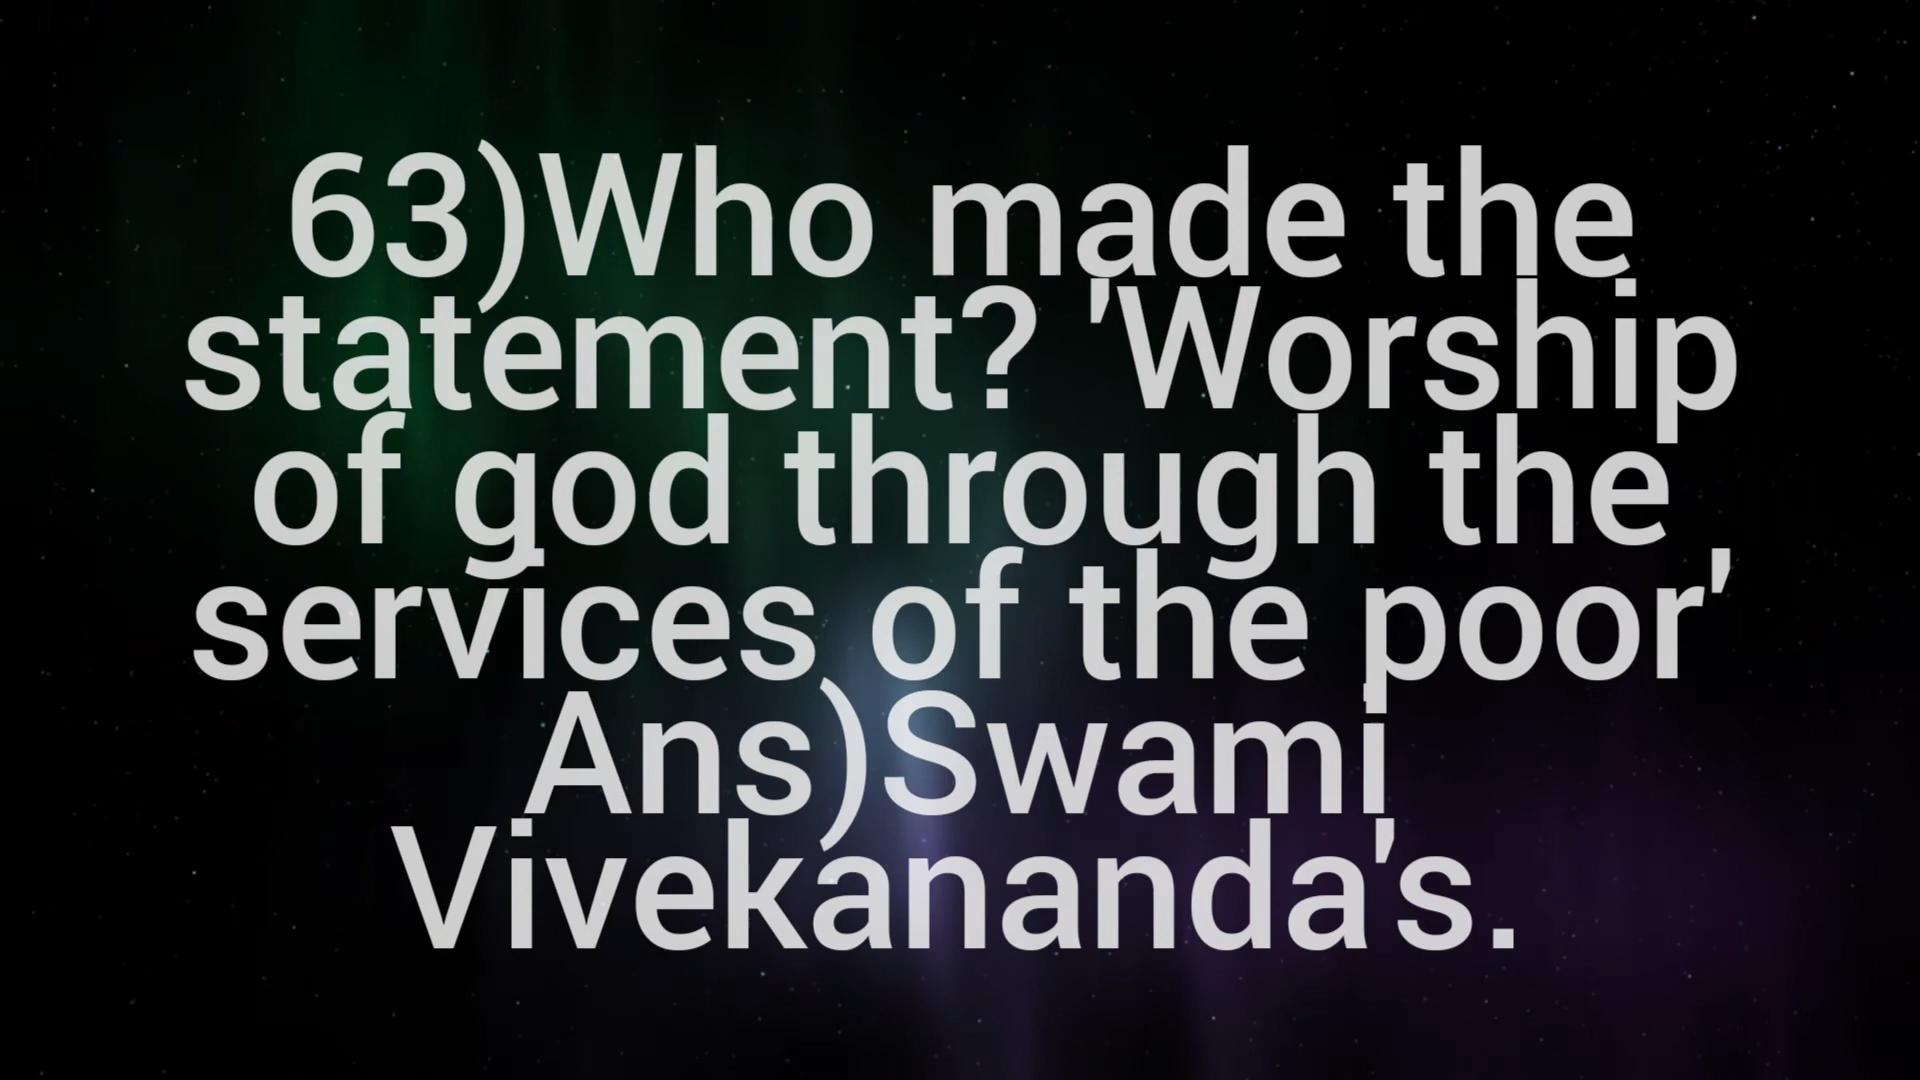 63)Who made the
statement? 'Worship
of god through the
services of the poor'
Ans)Swami
Vivekananda's.